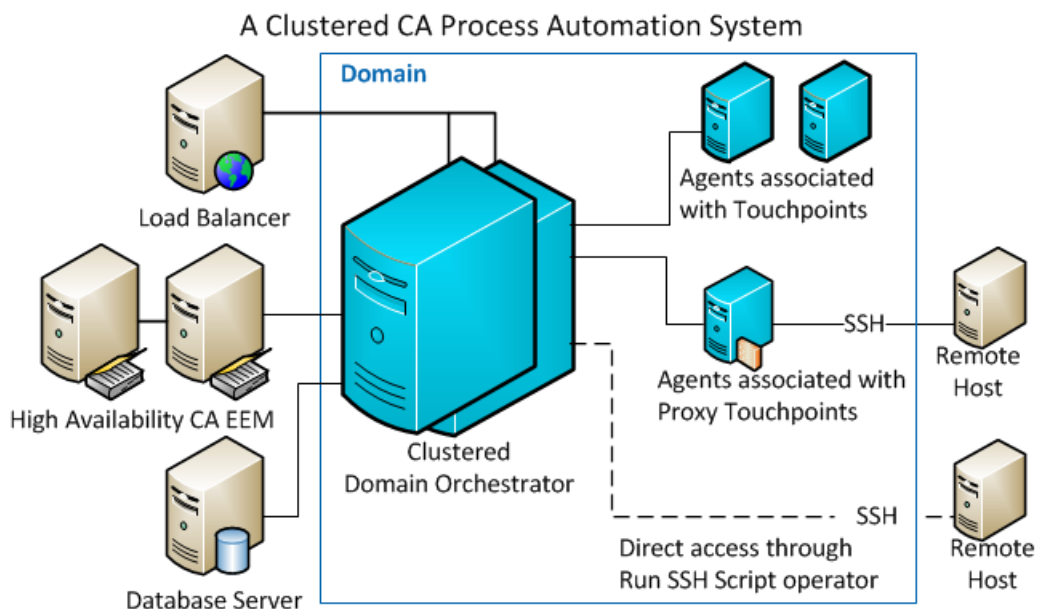 A Clustered CA Process Automation System
Domain
Load Balancer
Agents associated
with Touchpoints
High Availability CA EEM
SSH
Remote
Host
Agents associated with
Proxy Touchpoints
Clustered
Domain Orchestrator
SSH
Direct access through
Run SSH Script operator
Remote
Host
Database Server